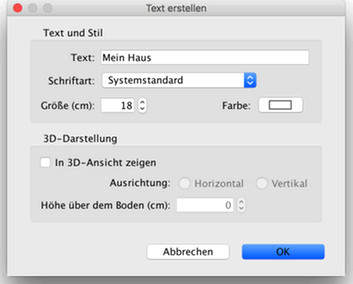 Text erstellen
Text und Stil
Text: Mein Haus
Schriftart: Systemstandard
Größe (cm): 18 Farbe:
3D-Darstellung
In 3D-Ansicht zeigen
Ausrichtung: Horizontal Vertikal
Höhe über dem Boden (cm): 0
Abbrechen OK